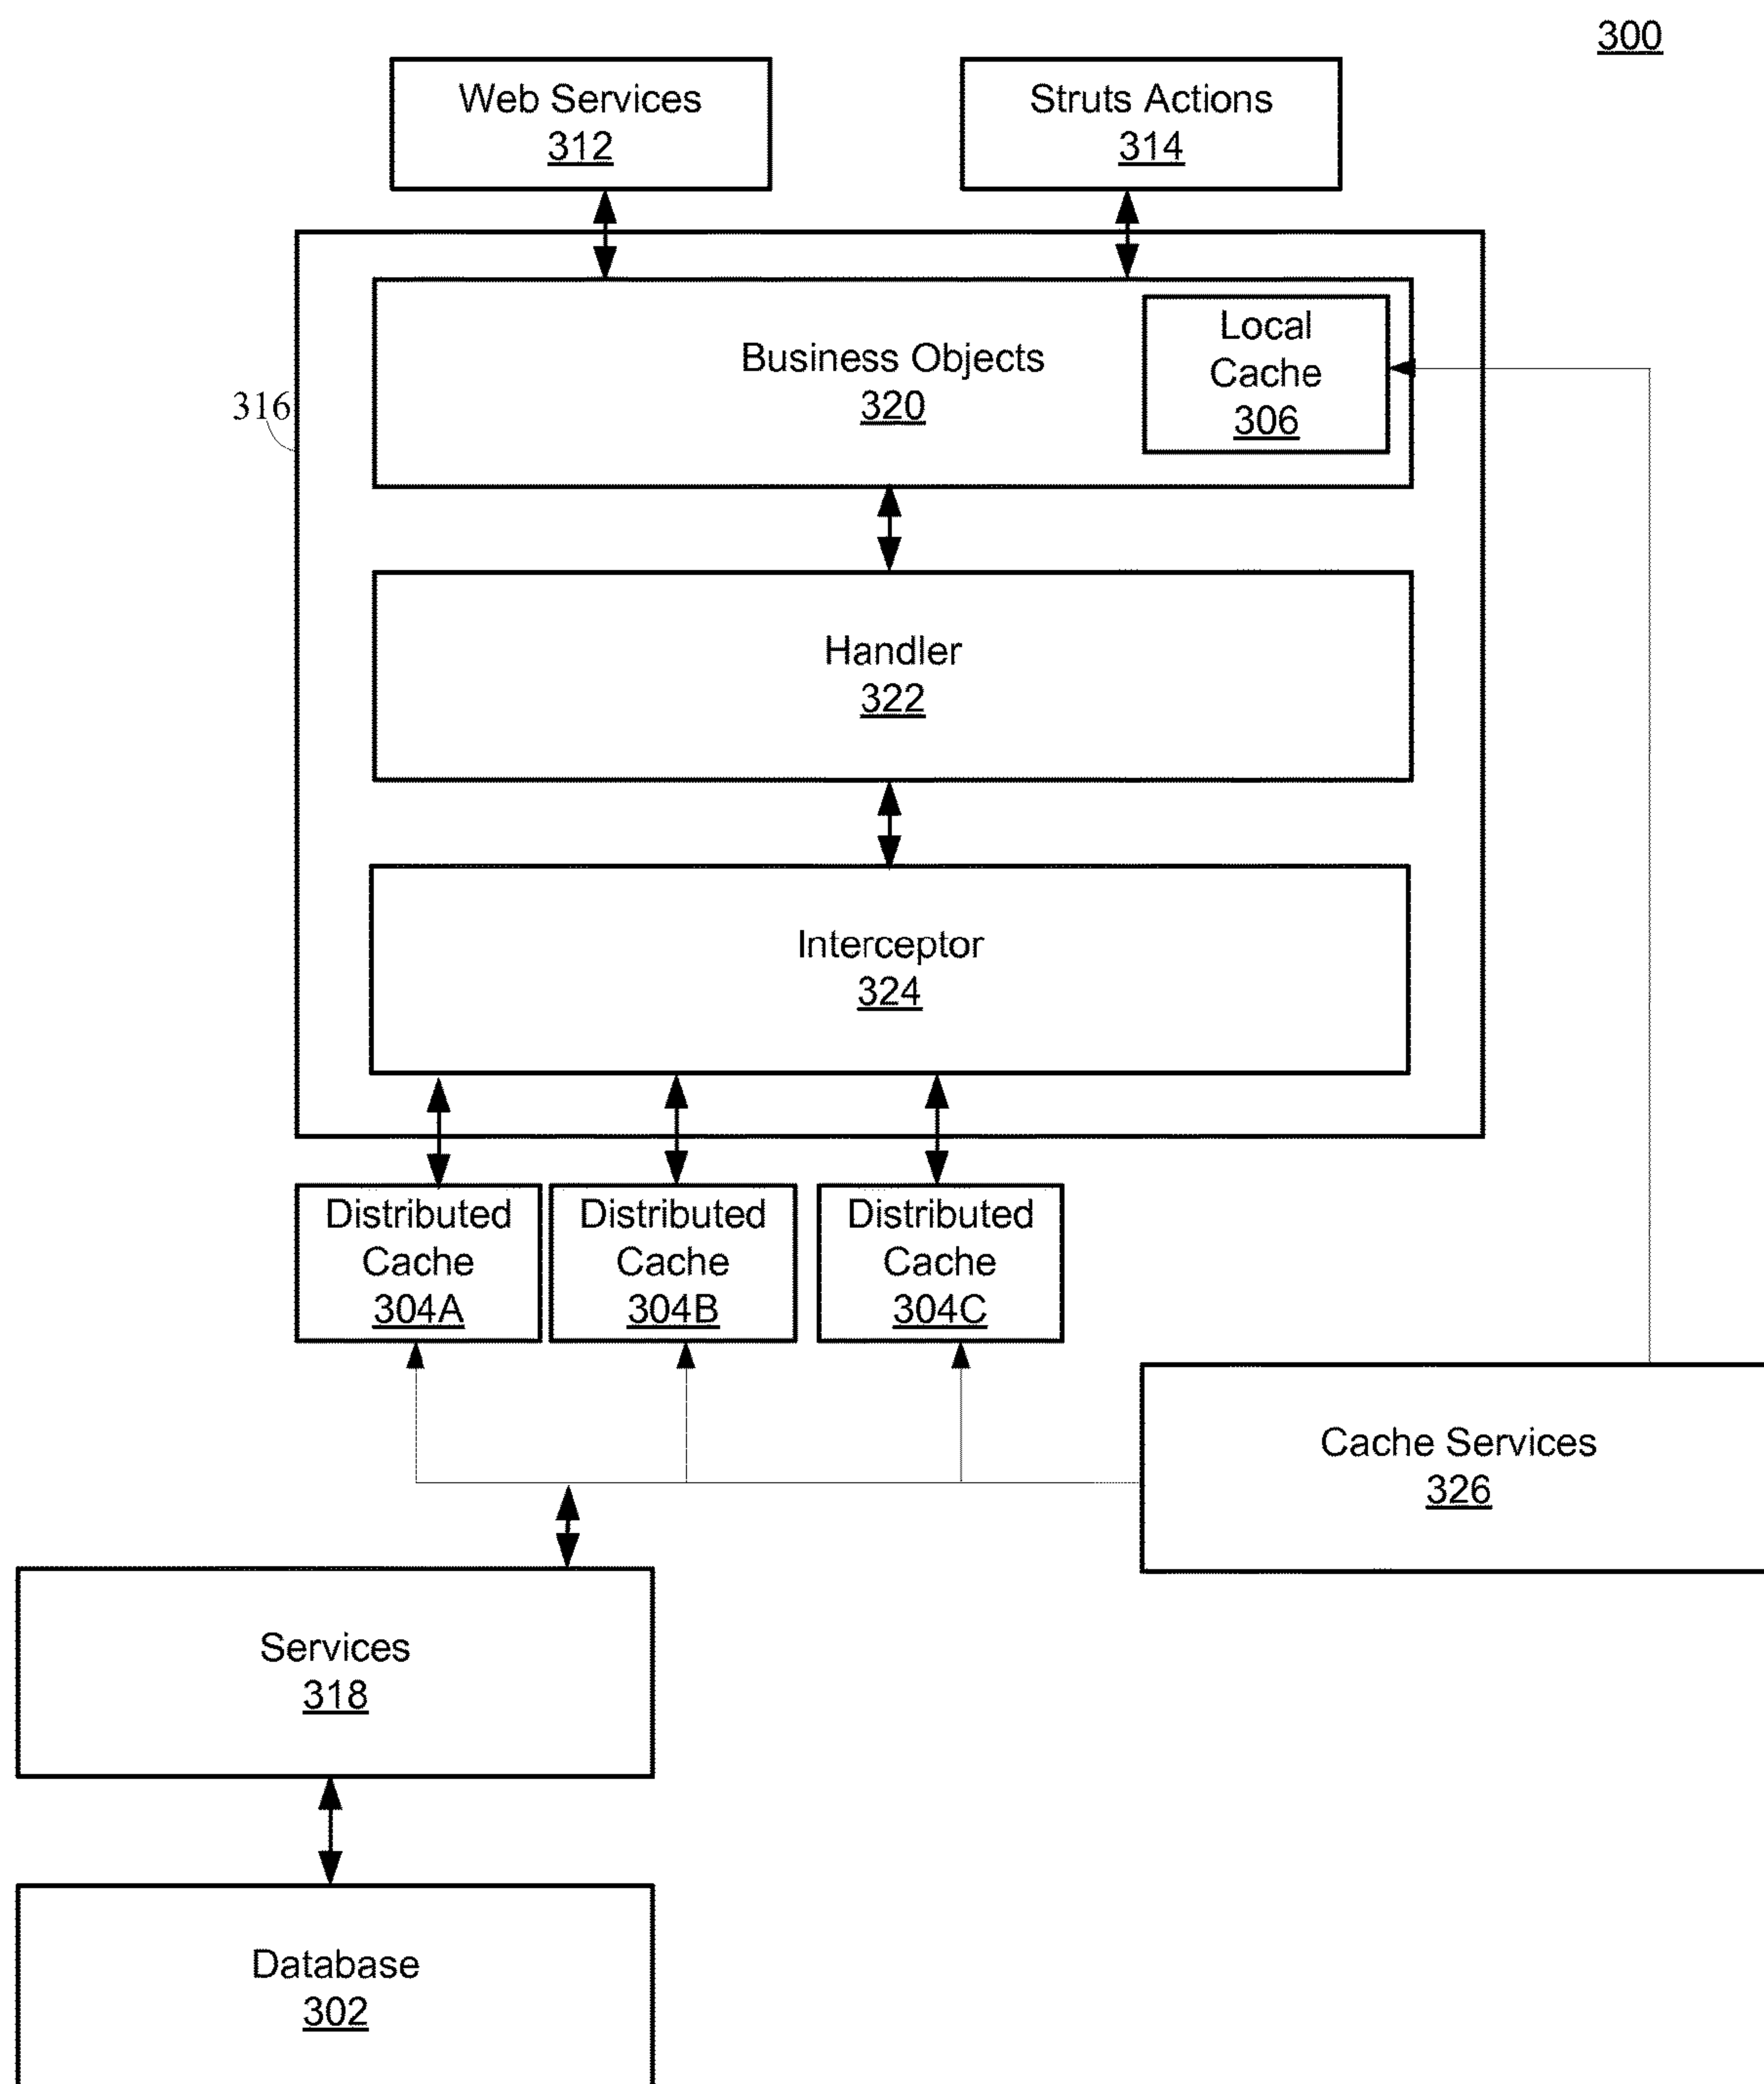 300
Web Services
312
Struts Actions
314
Business Objects
320
Local
Cache
306
316
Handler
322
Interceptor
324
Distributed
Cache
304A
Distributed
Cache
304B
Distributed
Cache
304C
Cache Services
326
Services
318
Database
302